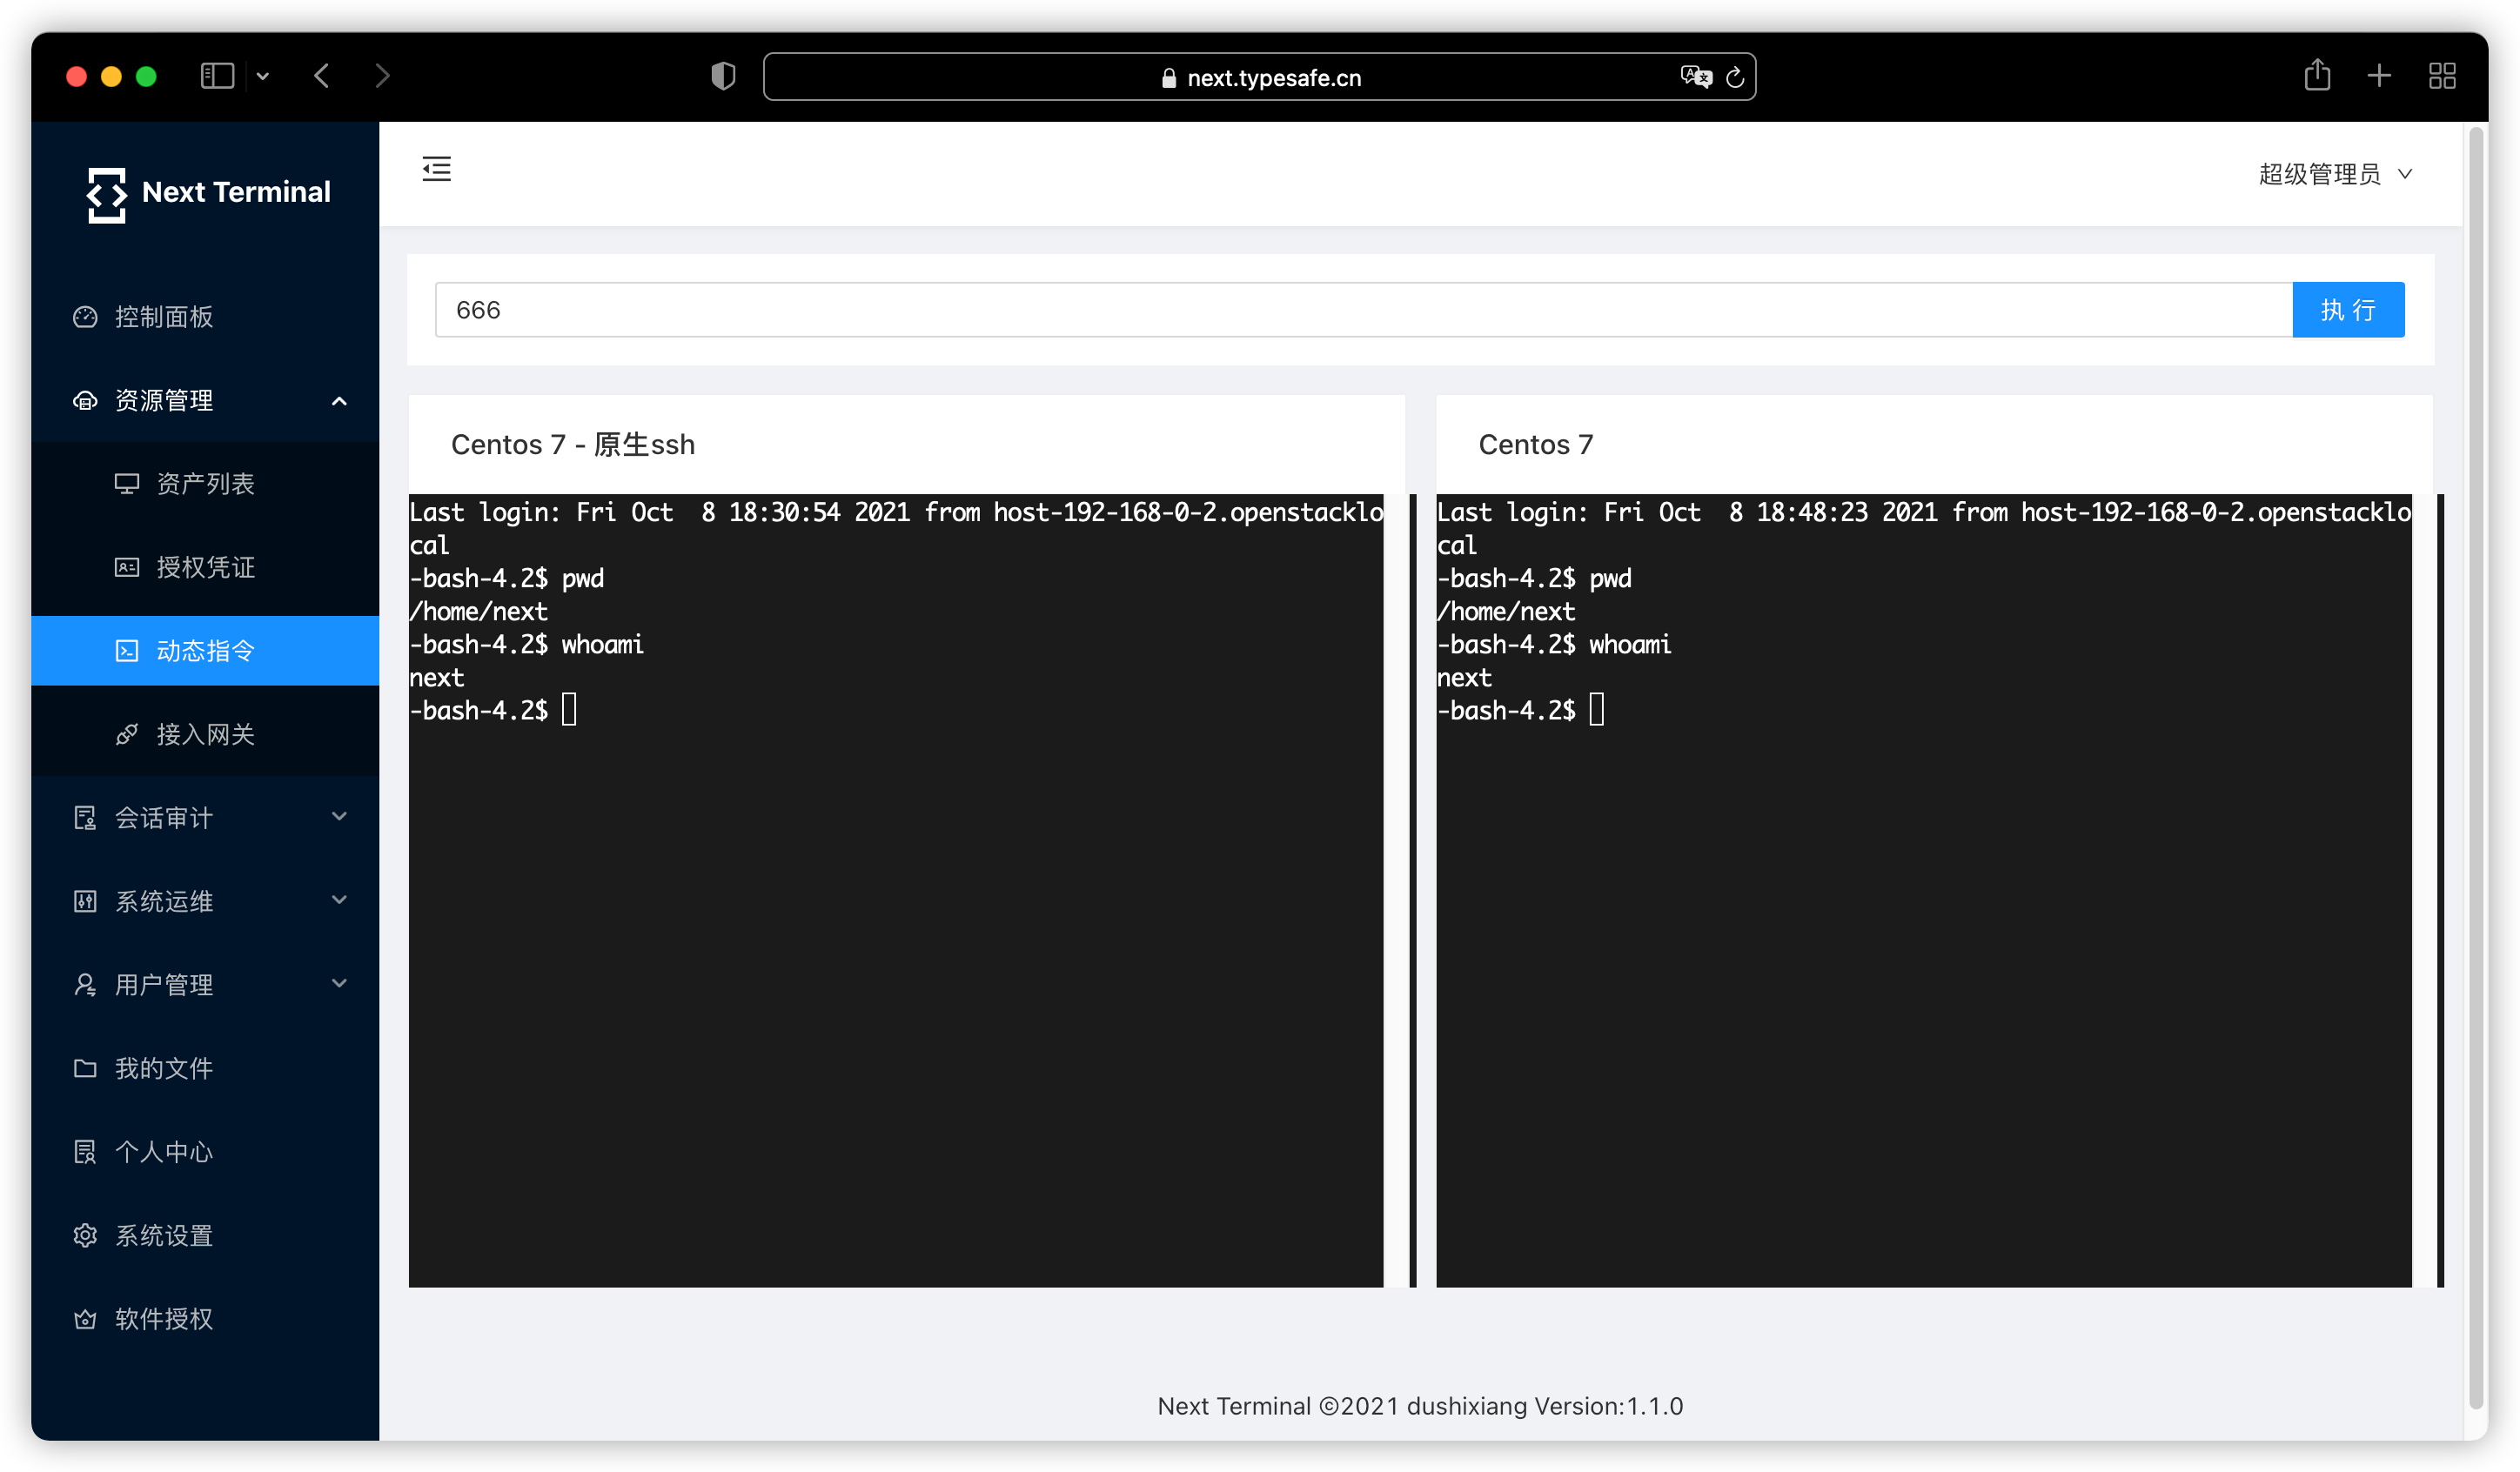 next.typesafe.cn
Next Terminal
超级管理员
控制面板
资源管理
资产列表
授权凭证
动态指令
接入网关
会话审计
系统运维
用户管理
我的文件
个人中心
系统设置
软件授权
666
执 行
Centos 7 - 原生ssh
Last login: Fri Oct  8 18:30:54 2021 from host-192-168-0-2.openstacklo
cal
-bash-4.2$ pwd
/home/next
-bash-4.2$ whoami
next
-bash-4.2$
Centos 7
Last login: Fri Oct  8 18:48:23 2021 from host-192-168-0-2.openstacklo
cal
-bash-4.2$ pwd
/home/next
-bash-4.2$ whoami
next
-bash-4.2$
Next Terminal ©2021 dushixiang Version:1.1.0